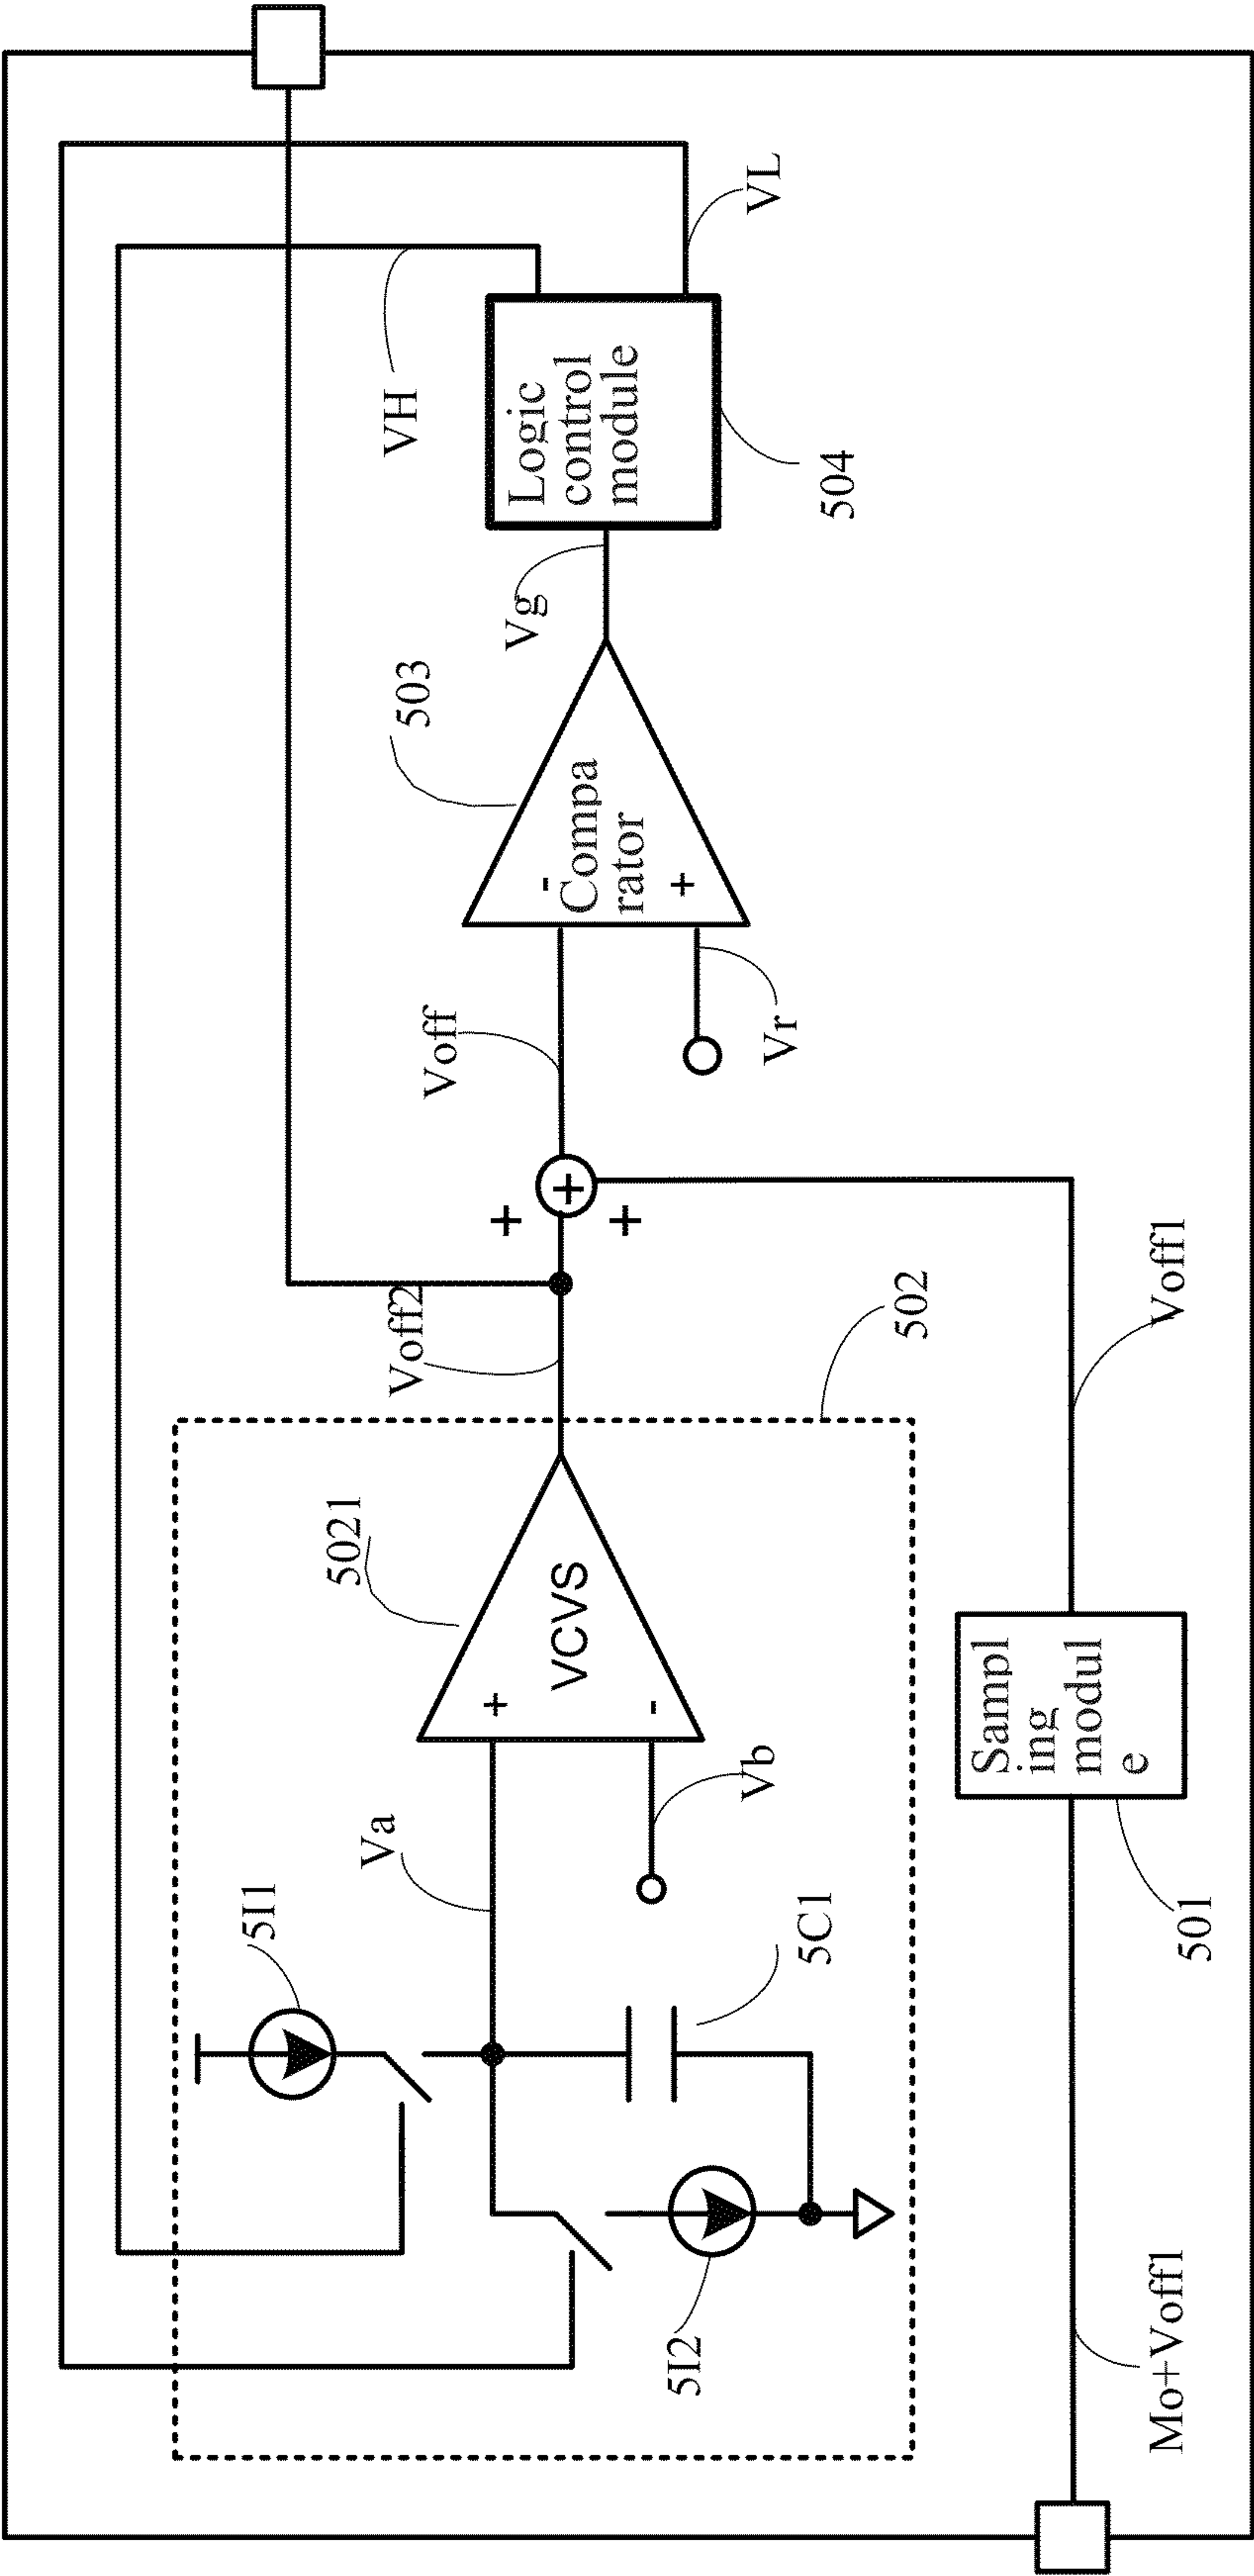 VH
VL
Logic
control
module
504
Vg
503
-
Compa
rator
+
Voff
Vr
+
+
+
Voff2
502
Voff1
5021
+
VCVS
-
Va
Vb
5I1
5C1
5I2
Sampl
ing
modul
e
501
Mo+Voff1